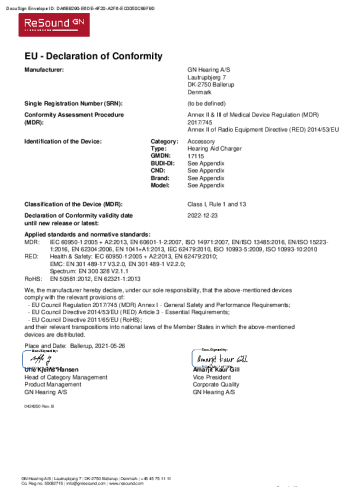 ReSound GN
EU - Declaration of Conformity
Manufacturer: GN Hearing A/S
Lautrupbjerg 7
DK-2750 Ballerup
Denmark
Single Registration Number (SRN): (to be defined)
Conformity Assessment Procedure (MDR): Annex II & III of Medical Device Regulation (MDR)
2017/745
Annex II of Radio Equipment Directive (RED) 2014/53/EU
Identification of the Device: Category: Accessory
Type: Hearing Aid Charger
GMDN: 17115
BUDI-DI: See Appendix
CND: See Appendix
Brand: See Appendix
Model: See Appendix
Classification of the Device (MDR): Class I, Rule 1 and 13
Declaration of Conformity validity date 2022-12-23
until new release or latest:
Applied standards and normative standards:
MDR: IEC 60950-1:2005 + A2:2013, EN 60601-1-2:2007, ISO 14971:2007, EN/ISO 13485:2016, EN/ISO 15223-
1:2016, EN 62304:2006, EN 1041+A1:2013, IEC 62479:2010, ISO 10993-5:2009, ISO 10993-10:2010
RED: Health & Safety: IEC 60950-1:2005 + A2:2013, EN 62479:2010;
EMC: EN 301 489-17 V3.2.0, EN 301 489-1 V2.2.0;
Spectrum: EN 300 328 V2.1.1
RoHS: EN 50581:2012, EN 62321-1:2013
We, the manufacturer hereby declare, under our sole responsibility, that the above-mentioned devices
comply with the relevant provisions of:
- EU Council Regulation 2017/745 (MDR) Annex I - General Safety and Performance Requirements;
- EU Council Directive 2014/53/EU (RED) Article 3 - Essential Requirements;
- EU Council Directive 2011/65/EU (RoHS);
and their relevant transpositions into national laws of the Member States in which the above-mentioned
devices are distributed.
Place and Date: Ballerup, 2021-05-26
DocuSigned by: DocuSigned by:
Amarjit Kaur Gill
Hansen Amarjit Kaur Gill
Head of Category Management Vice President
Product Management Corporate Quality
GN Hearing A/S GN Hearing A/S